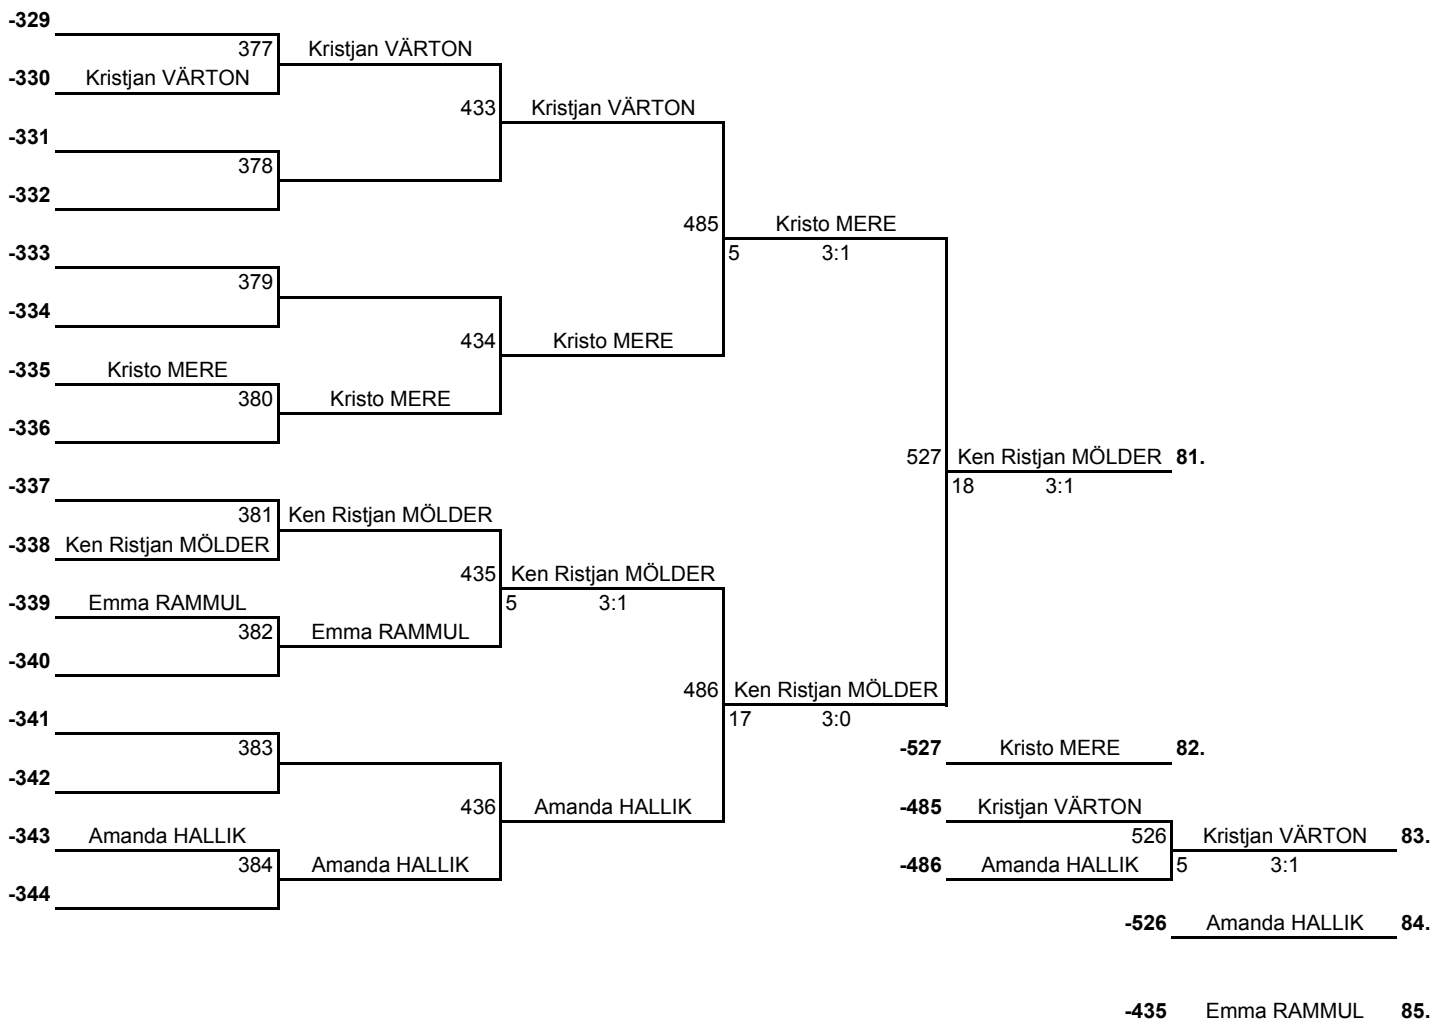 -329
377 Kristjan VÄRTON
-330 Kristjan VÄRTON
433 Kristjan VÄRTON
-331
378
-332
485 Kristo MERE
-333
5 3:1
379
-334
434 Kristo MERE
-335 Kristo MERE
380 Kristo MERE
-336
527 Ken Ristjan MÖLDER 81.
-337
18 3:1
381 Ken Ristjan MÖLDER
-338 Ken Ristjan MÖLDER
435 Ken Ristjan MÖLDER
-339 Emma RAMMUL
5 3:1
382 Emma RAMMUL
-340
486 Ken Ristjan MÖLDER
-341
17 3:0
383
-527 Kristo MERE 82.
-342
436 Amanda HALLIK
-485 Kristjan VÄRTON
-343 Amanda HALLIK
526 Kristjan VÄRTON 83.
384 Amanda HALLIK
-486 Amanda HALLIK
5 3:1
-344
-526 Amanda HALLIK 84.
-435 Emma RAMMUL 85.